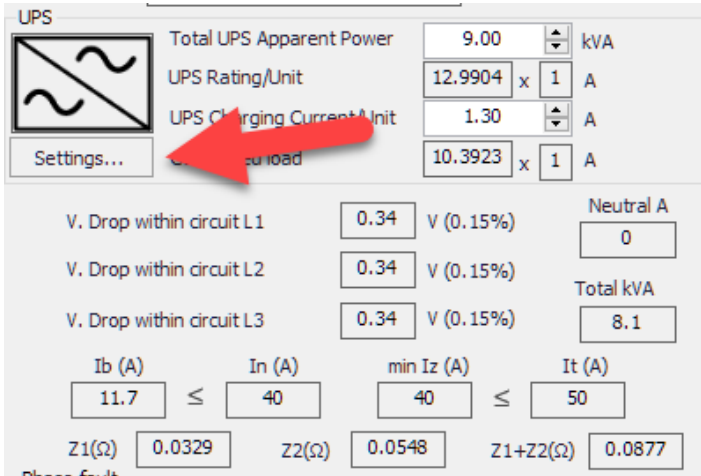 UPS
Total UPS Apparent Power 9.00 kVA
UPS Rating/Unit 12.9904 x 1 A
UPS Charging Current/Unit 1.30 A
Settings... load 10.3923 x 1 A
Neutral A
V. Drop within circuit L1 0.34 V (0.15%)
0
V. Drop within circuit L2 0.34 V (0.15%)
Total kVA
V. Drop within circuit L3 0.34 V (0.15%)
8.1
Ib (A) In (A) min Iz (A) It (A)
11.7 ≤ 40 40 ≤ 50
Z1(Ω) 0.0329 Z2(Ω) 0.0548 Z1+Z2(Ω) 0.0877